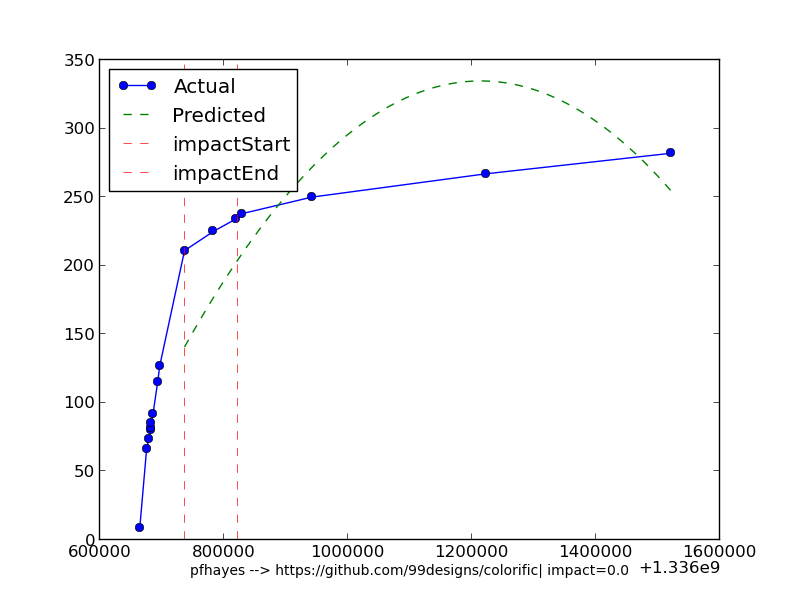 350
300
250
200
150
100
50
0
Actual
Predicted
impactStart
impactEnd
600000 800000 1000000 1200000 1400000 1600000
+1.336e9
pfhayes --> https://github.com/99designs/colorific| impact=0.0